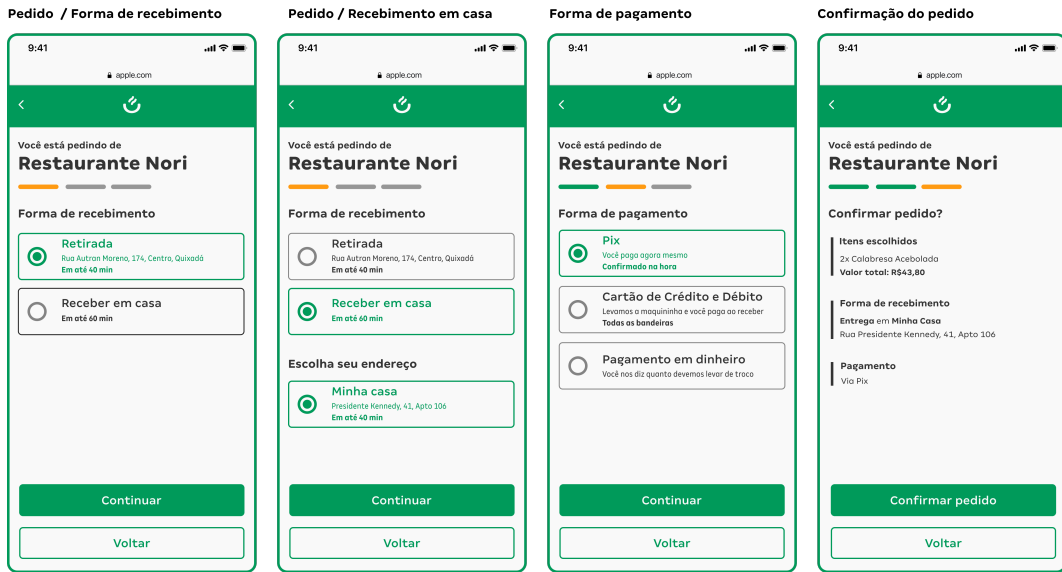 Pedido / Forma de recebimento
9:41
apple.com
Você está pedindo de
Restaurante Nori
Forma de recebimento
Retirada
Rua Autran Moreno, 174, Centro, Quixadá
Em até 40 min
Receber em casa
Em até 60 min
Continuar
Voltar
Pedido / Recebimento em casa
9:41
apple.com
Você está pedindo de
Restaurante Nori
Forma de recebimento
Retirada
Rua Autran Moreno, 174, Centro, Quixadá
Em até 40 min
Receber em casa
Em até 60 min
Escolha seu endereço
Minha casa
Presidente Kennedy, 41, Apto 106
Em até 40 min
Continuar
Voltar
Forma de pagamento
9:41
apple.com
Você está pedindo de
Restaurante Nori
Forma de pagamento
Pix
Você paga agora mesmo
Confirmado na hora
Cartão de Crédito e Débito
Levamos a maquininha e você paga ao receber
Todas as bandeiras
Pagamento em dinheiro
Você nos diz quanto devemos levar de troco
Continuar
Voltar
Confirmação do pedido
9:41
apple.com
Você está pedindo de
Restaurante Nori
Confirmar pedido?
Itens escolhidos
2x Calabresa Acebolada
Valor total: R$43,80
Forma de recebimento
Entrega em Minha Casa
Rua Presidente Kennedy, 41, Apto 106
Pagamento
Via Pix
Confirmar pedido
Voltar